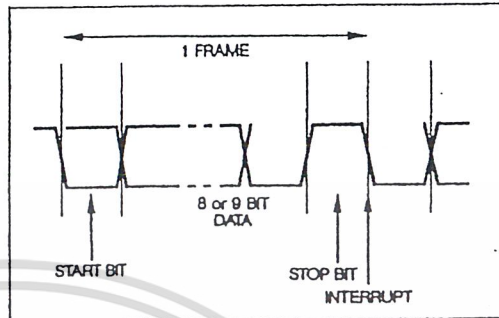 1 FRAME
8 or 9 BIT
DATA
START BIT
STOP BIT
INTERRUPT